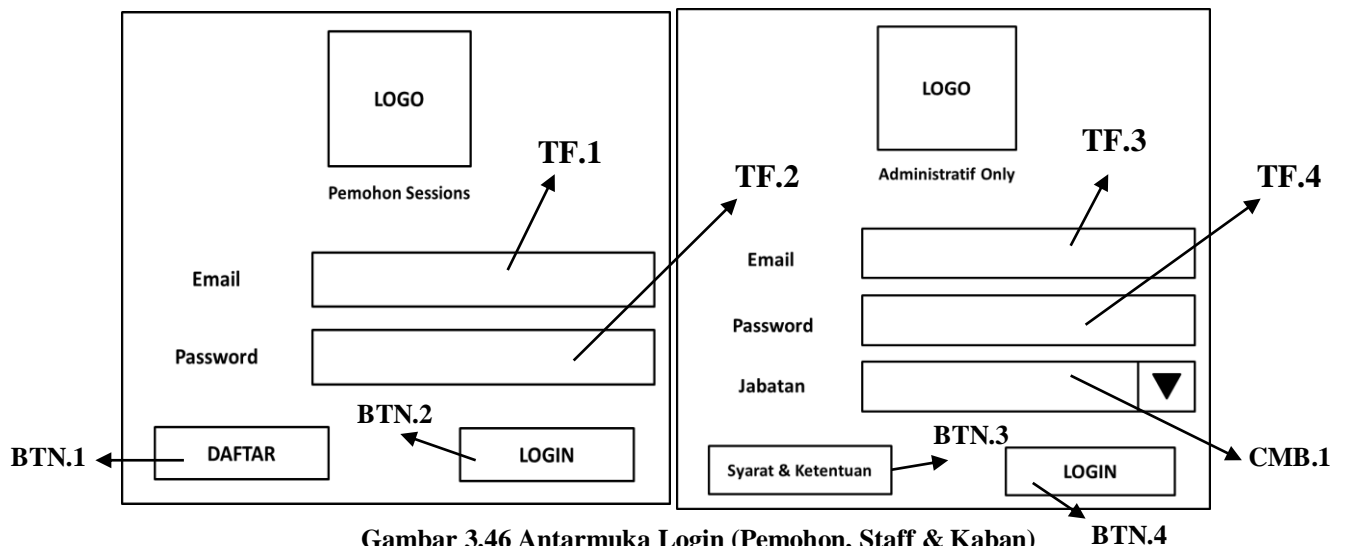 LOGO
Pemohon Sessions
TF.1
TF.2
Email
Password
BTN.2
BTN.1
DAFTAR
LOGIN
LOGO
Administratif Only
TF.3
TF.4
Email
Password
Jabatan
BTN.3
CMB.1
Syarat & Ketentuan
LOGIN
BTN.4
Gambar 3.46 Antarmuka Login (Pemohon, Staff & Kaban)